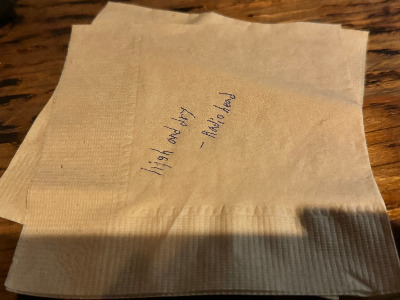 high and dry
- Radiohead